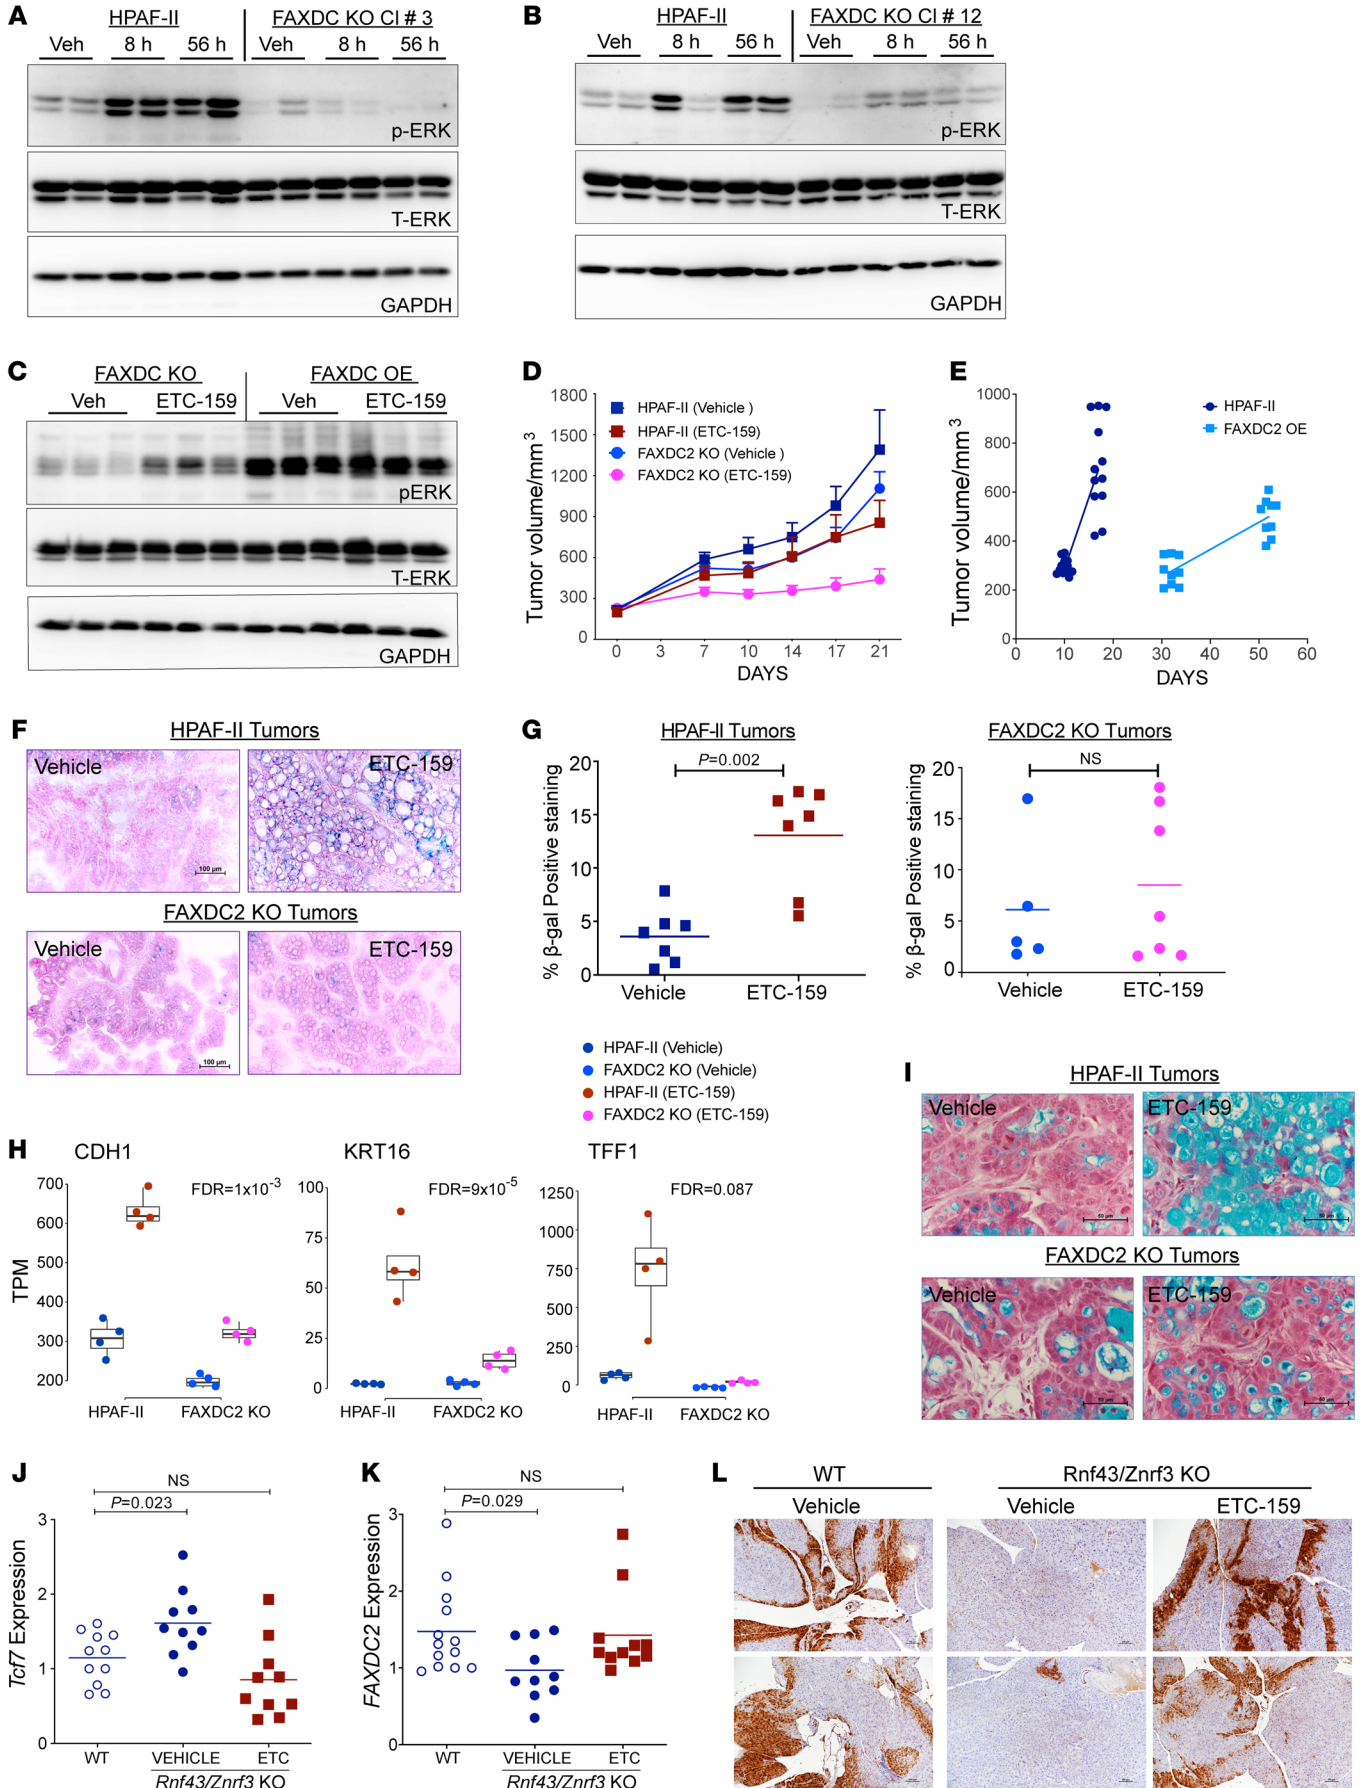 A
HPAF-II
FAXDC KO Cl # 3
Veh 8 h 56 h Veh 8 h 56 h
p-ERK
T-ERK
GAPDH
B
HPAF-II
FAXDC KO Cl # 12
Veh 8 h 56 h Veh 8 h 56 h
p-ERK
T-ERK
GAPDH
C
FAXDC KO
FAXDC OE
Veh ETC-159 Veh ETC-159
pERK
T-ERK
GAPDH
D
Tumor volume/mm³
1800
1500
1200
900
600
300
0
HPAF-II (Vehicle )
HPAF-II (ETC-159)
FAXDC2 KO (Vehicle )
FAXDC2 KO (ETC-159)
0 3 7 10 14 17 21
DAYS
E
Tumor volume/mm³
1000
800
600
400
200
0
HPAF-II
FAXDC2 OE
0 10 20 30 40 50 60
DAYS
F
HPAF-II Tumors
Vehicle
ETC-159
100 µm
FAXDC2 KO Tumors
Vehicle
ETC-159
100 µm
G
HPAF-II Tumors
P=0.002
% β-gal Positive staining
20
15
10
5
0
Vehicle ETC-159
FAXDC2 KO Tumors
NS
% β-gal Positive staining
20
15
10
5
0
Vehicle ETC-159
HPAF-II (Vehicle)
FAXDC2 KO (Vehicle)
HPAF-II (ETC-159)
FAXDC2 KO (ETC-159)
H
CDH1
FDR=1x10⁻³
TPM
700
600
500
400
300
200
HPAF-II FAXDC2 KO
KRT16
FDR=9x10⁻⁵
100
75
50
25
0
HPAF-II FAXDC2 KO
TFF1
FDR=0.087
1250
1000
750
500
250
0
HPAF-II FAXDC2 KO
I
HPAF-II Tumors
Vehicle
ETC-159
50 µm
50 µm
FAXDC2 KO Tumors
Vehicle
ETC-159
50 µm
50 µm
J
NS
P=0.023
Tcf7 Expression
3
2
1
0
WT VEHICLE ETC
Rnf43/Znrf3 KO
K
NS
P=0.029
FAXDC2 Expression
3
2
1
0
WT VEHICLE ETC
Rnf43/Znrf3 KO
L
WT
Rnf43/Znrf3 KO
Vehicle Vehicle ETC-159